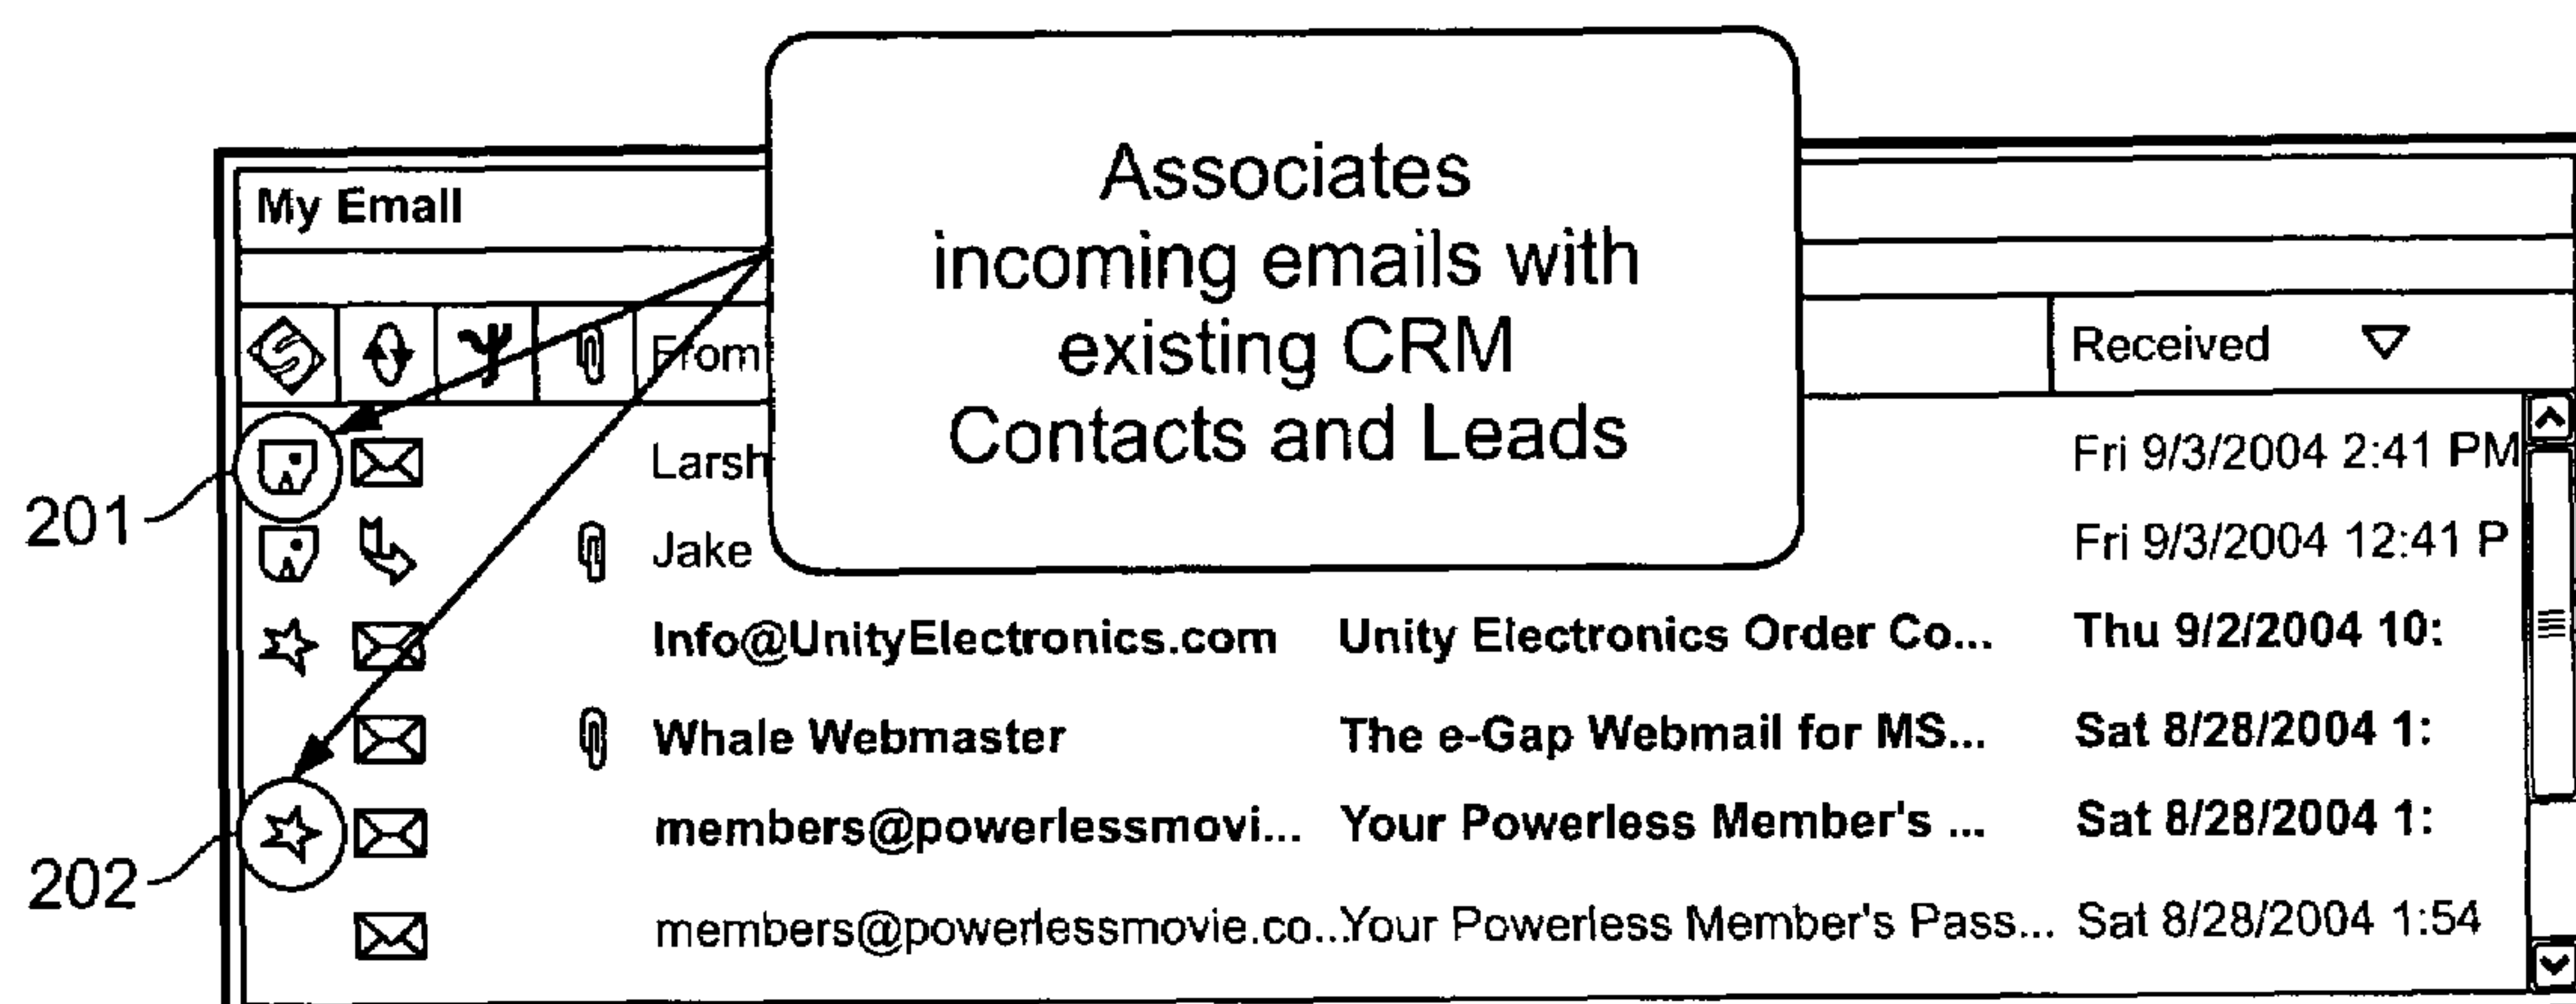 Associates
incoming emails with
existing CRM
Contacts and Leads
My Emall
From
Received
201
Larsh
Fri 9/3/2004 2:41 PM
Jake
Fri 9/3/2004 12:41 P
Info@UnityElectronics.com Unity Electronics Order Co... Thu 9/2/2004 10:
Whale Webmaster The e-Gap Webmail for MS... Sat 8/28/2004 1:
members@powerlessmovi... Your Powerless Member's ... Sat 8/28/2004 1:
202
members@powerlessmovie.co...Your Powerless Member's Pass... Sat 8/28/2004 1:54